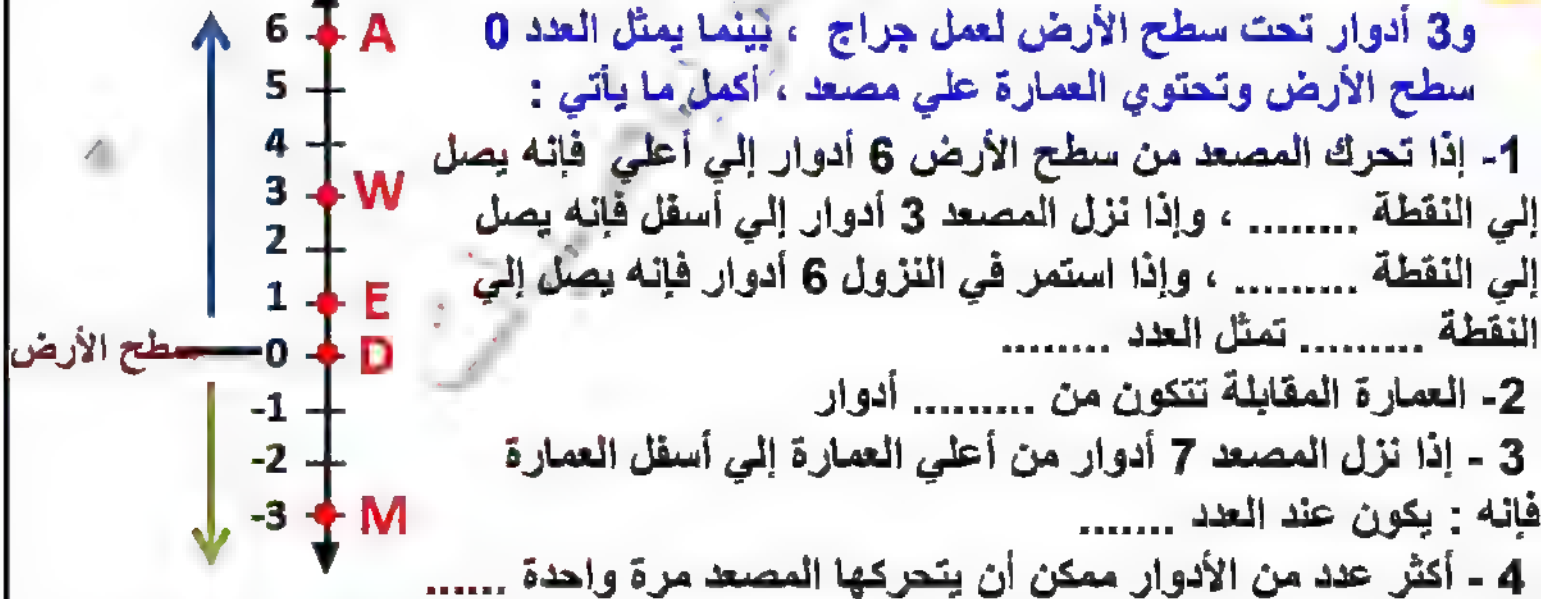 و3 أدوار تحت سطح الأرض لعمل جراج ، بينما يمثل العدد 0
سطح الأرض وتحتوي العمارة علي مصعد ، أكمل ما يأتي :
1- إذا تحرك المصعد من سطح الأرض 6 أدوار إلي أعلي فإنه يصل
إلي النقطة ......... ، وإذا نزل المصعد 3 أدوار إلي أسفل فإنه يصل
إلي النقطة ......... ، وإذا استمر في النزول 6 أدوار فإنه يصل إلي
النقطة ......... تمثل العدد ........
2- العمارة المقابلة تتكون من ......... أدوار
3 - إذا نزل المصعد 7 أدوار من أعلي العمارة إلي أسفل العمارة
فإنه : يكون عند العدد .......
4 - أكثر عدد من الأدوار ممكن أن يتحركها المصعد مرة واحدة ......
6 A
5
4
3 W
2
1 E
سطح الأرض 0 D
-1
-2
-3 M